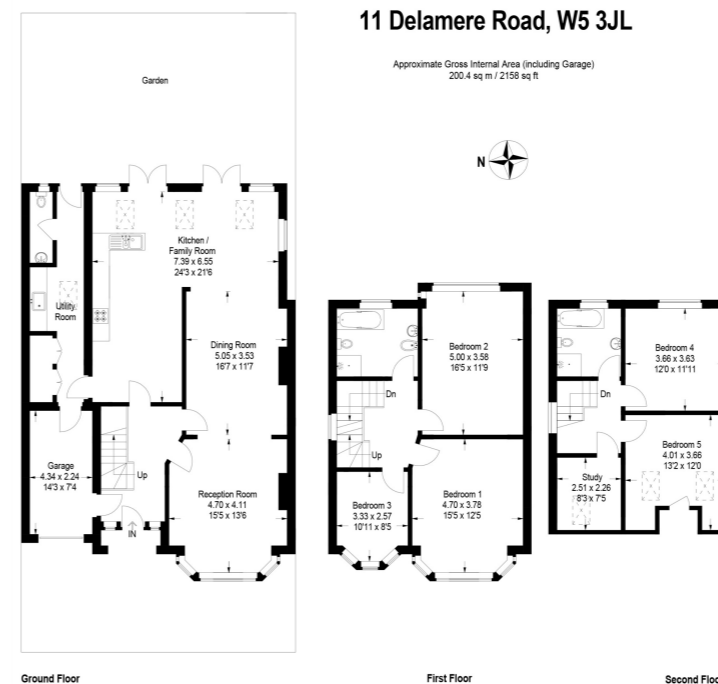 11 Delamere Road, W5 3JL
Approximate Gross Internal Area (including Garage)
200.4 sq m / 2158 sq ft
N
Garden
Kitchen /
Family Room
7.39 x 6.55
24'3 x 21'6
Utility
Room
Dining Room
5.05 x 3.53
16'7 x 11'7
Garage
4.34 x 2.24
14'3 x 7'4
Up
IN
Reception Room
4.70 x 4.11
15'5 x 13'6
Ground Floor
Bedroom 2
5.00 x 3.58
16'5 x 11'9
Dn
Up
Bedroom 3
3.33 x 2.57
10'11 x 8'5
Bedroom 1
4.70 x 3.78
15'5 x 12'5
First Floor
Bedroom 4
3.66 x 3.63
12'0 x 11'11
Dn
Bedroom 5
4.01 x 3.66
13'2 x 12'0
Study
2.51 x 2.26
8'3 x 7'5
Second Floo